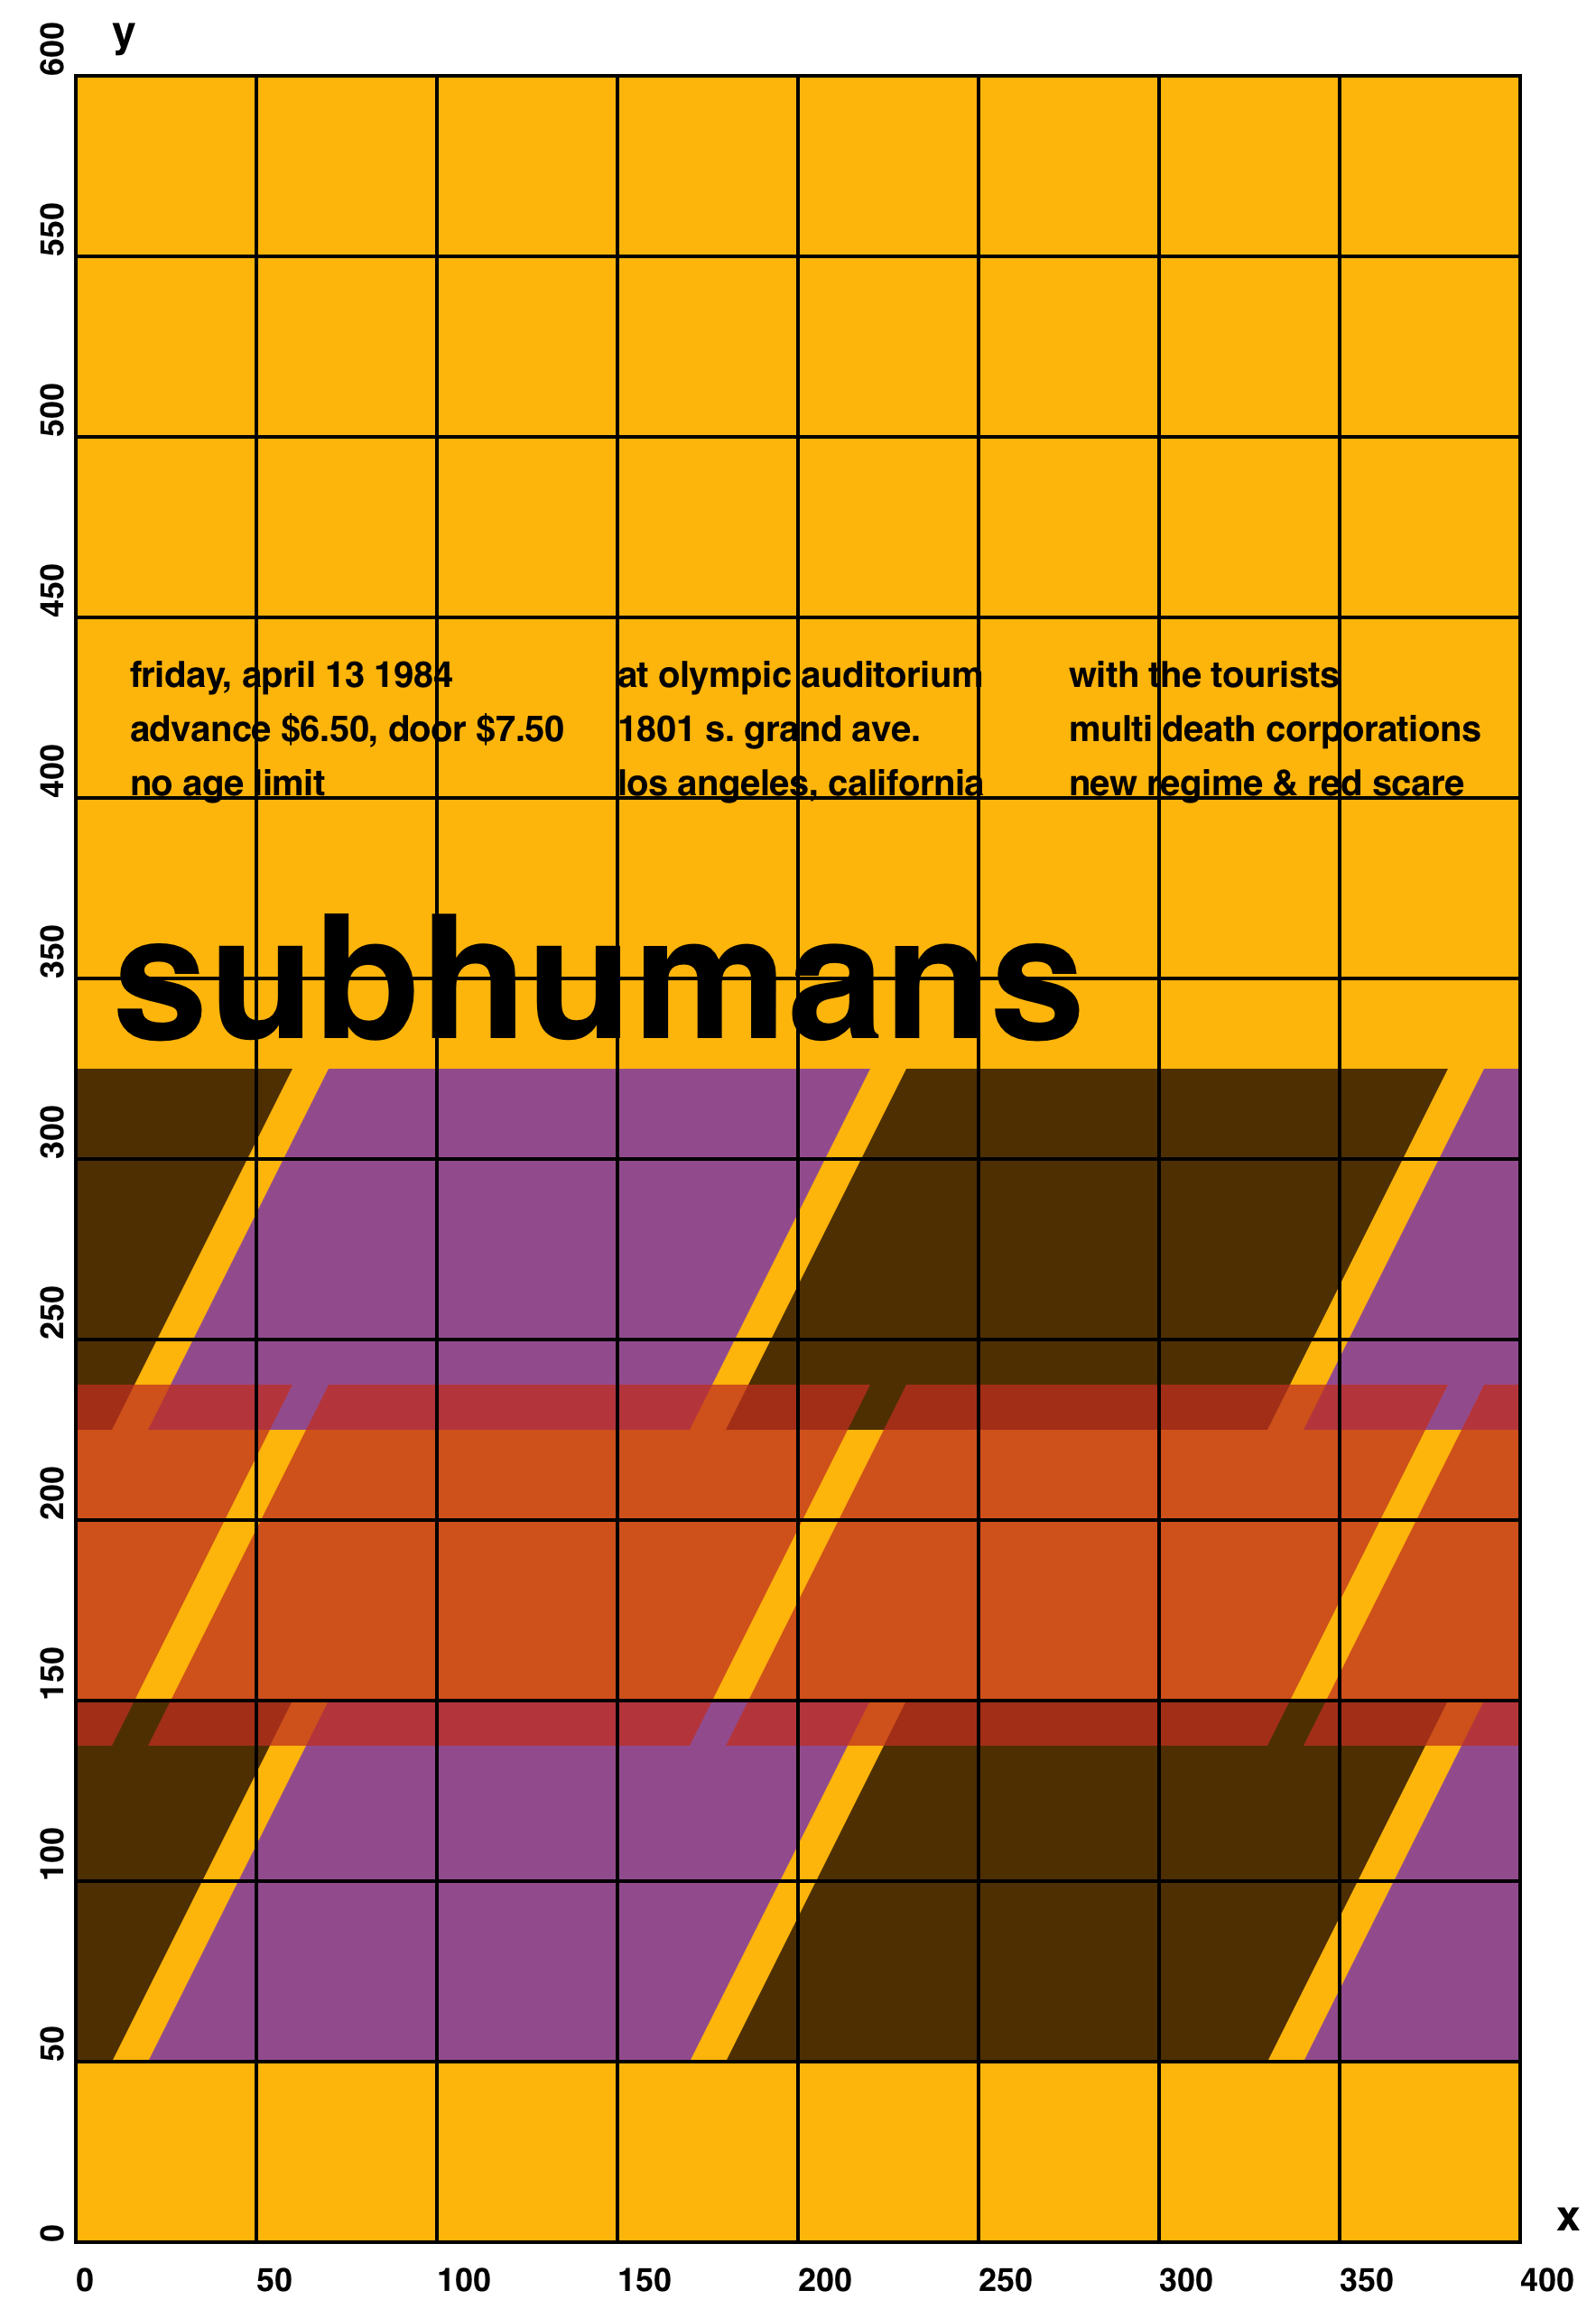 y
600
550
500
450
friday, april 13 1984
advance $6.50, door $7.50
no age limit
at olympic auditorium
1801 s. grand ave.
los angeles, california
with the tourists
multi death corporations
new regime & red scare
400
350
subhumans
300
250
200
150
100
50
0
x
0 50 100 150 200 250 300 350 400